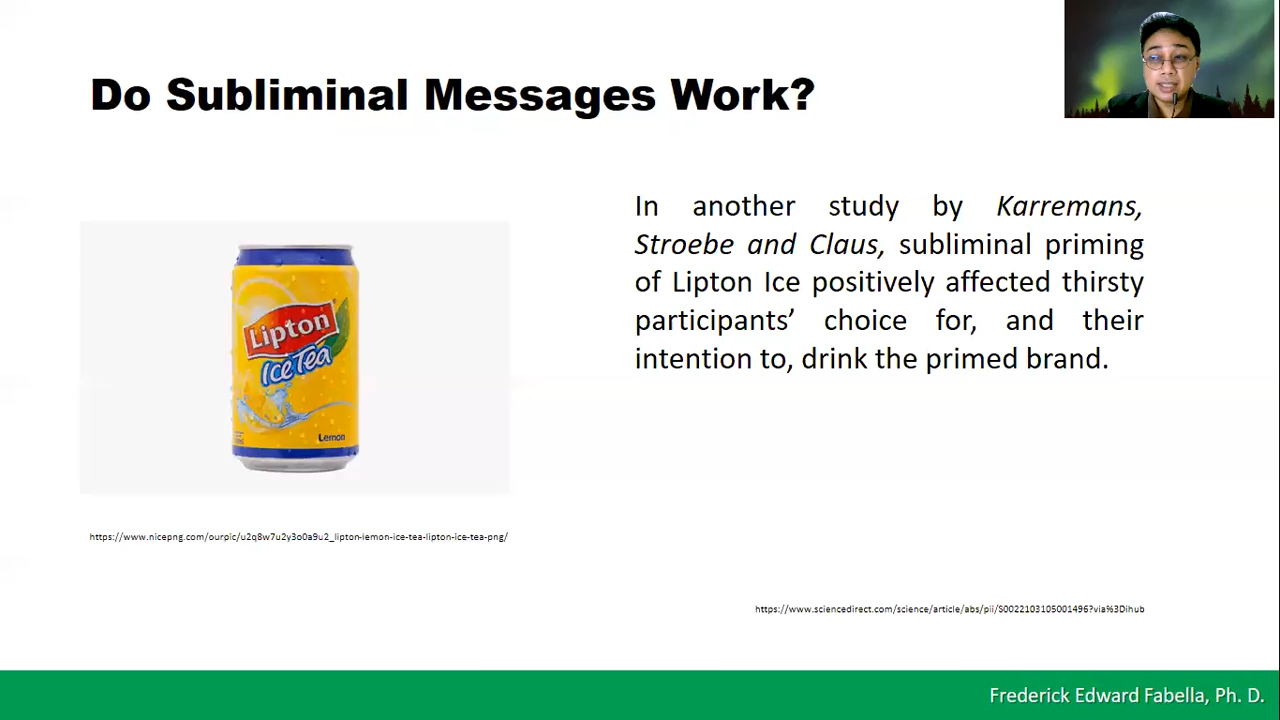 Do Subliminal Messages Work?
In another study by Karremans,
Stroebe and Claus, subliminal priming
of Lipton Ice positively affected thirsty
participants’ choice for, and their
intention to, drink the primed brand.
Lipton
Ice Tea
Lemon
https://www.nicepng.com/ourpic/u2q8w7u2y3o0a9u2_lipton-lemon-ice-tea-lipton-ice-tea-png/
https://www.sciencedirect.com/science/article/abs/pii/S0022103105001496?via%3Dihub
Frederick Edward Fabella, Ph. D.